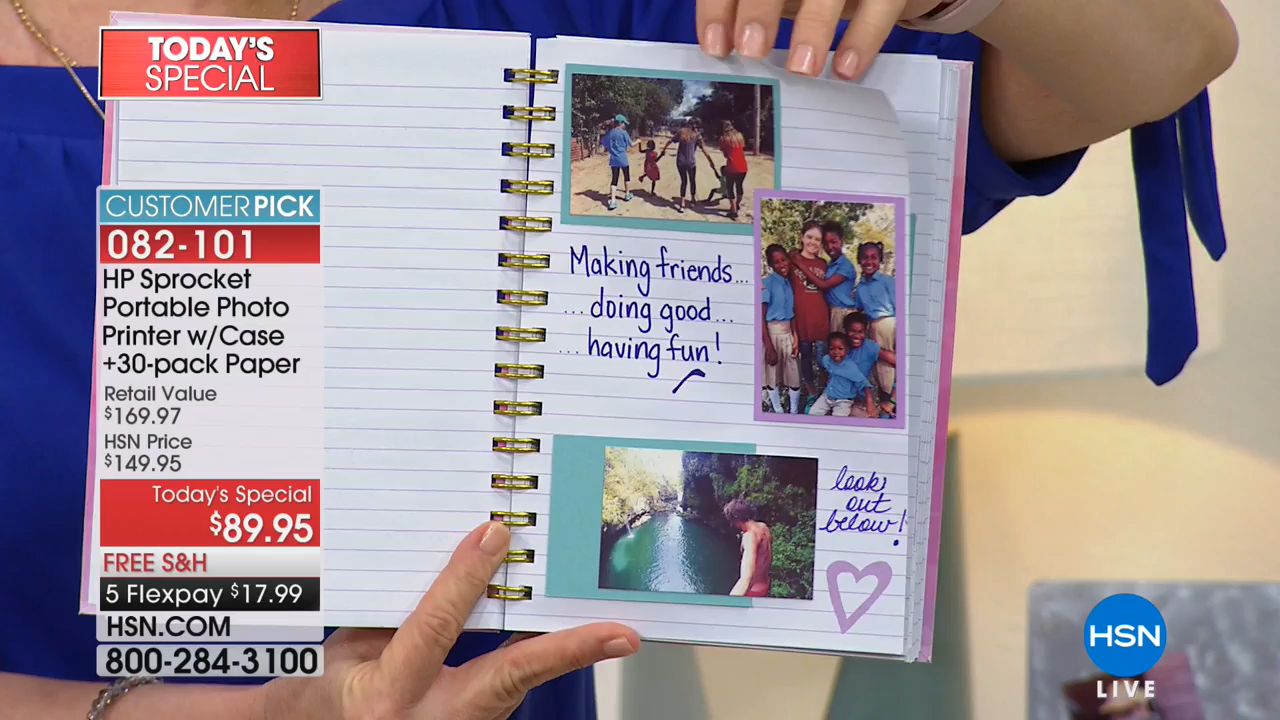 TODAY'S
SPECIAL
CUSTOMER PICK
082-101
HP Sprocket
Portable Photo
Printer w/Case
+30-pack Paper
Retail Value
$169.97
HSN Price
$149.95
Today's Special
$89.95
FREE S&H
5 Flexpay $17.99
HSN.COM
800-284-3100
Making friends...
...doing good...
...having fun!
look
out
below!
HSN
LIVE